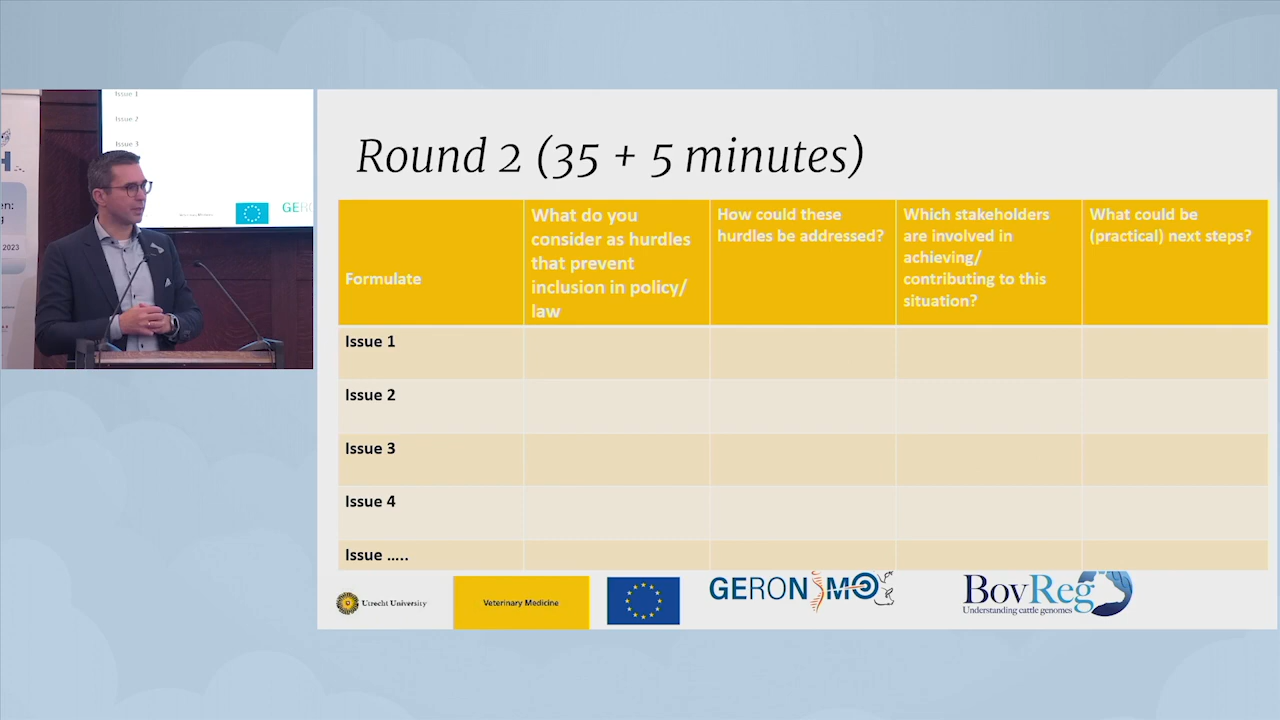 Issue 1
Issue 2
Issue 3
GER
H
en:
g
2023
Round 2 (35 + 5 minutes)
Formulate
What do you
consider as hurdles
that prevent
inclusion in policy/
law
How could these
hurdles be addressed?
Which stakeholders
are involved in
achieving/
contributing to this
situation?
What could be
(practical) next steps?
Issue 1
Issue 2
Issue 3
Issue 4
Issue .....
Utrecht University
Veterinary Medicine
GERONIMO
BovReg
Understanding cattle genomes